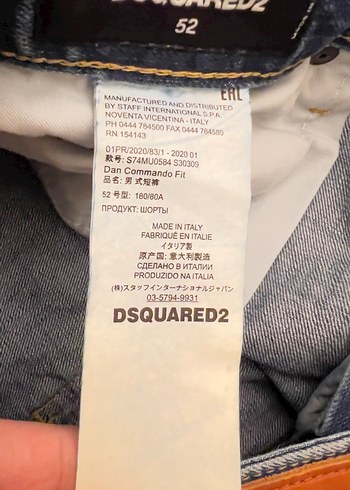 DSQUARED2
52
EAC
MANUFACTURED AND DISTRIBUTED
BY STAFF INTERNATIONAL S.P.A.
NOVENTA VICENTINA - ITALY
PH 0444 784500 FAX 0444 784580
RN 154143
01PR/2020/83/1 - 2020 01
款号: S74MU0584 S30309
Dan Commando Fit
品名: 男式短裤
52 号型: 180/80A
ПРОДУКТ: ШОРТЫ
MADE IN ITALY
FABRIQUÉ EN ITALIE
イタリア製
原产国: 意大利製造
СДЕЛАНО В ИТАЛИИ
PRODUZIDO NA ITALIA
(株)スタッフインターナショナルジャパン
03-5794-9931
DSQUARED2